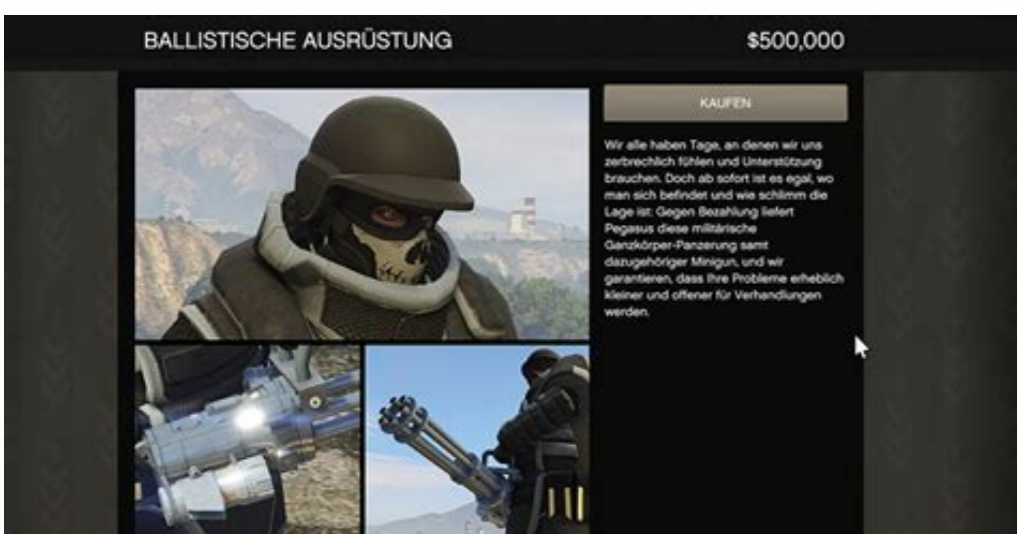 BALLISTISCHE AUSRÜSTUNG
$500,000
KAUFEN
Wir alle haben Tage, an denen wir uns
zerbrechlich fühlen und Unterstützung
brauchen. Doch ab sofort ist es egal, wo
man sich befindet und wie schlimm die
Lage ist: Gegen Bezahlung liefert
Pegasus diese militärische
Ganzkörper-Panzerung samt
dazugehöriger Minigun, und wir
garantieren, dass Ihre Probleme erheblich
kleiner und offener für Verhandlungen
werden.